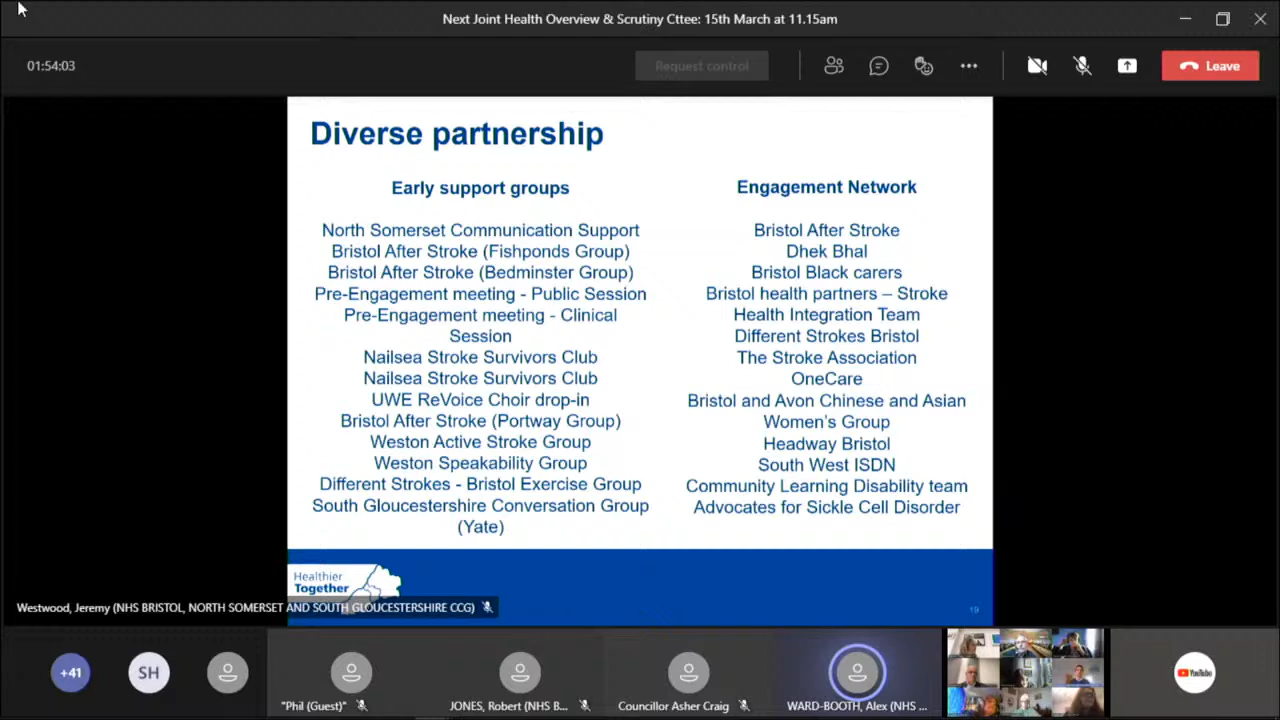 Next Joint Health Overview & Scrutiny Cttee: 15th March at 11.15am
01:54:03
Request control
Leave
Diverse partnership
Early support groups
North Somerset Communication Support
Bristol After Stroke (Fishponds Group)
Bristol After Stroke (Bedminster Group)
Pre-Engagement meeting - Public Session
Pre-Engagement meeting - Clinical
Session
Nailsea Stroke Survivors Club
Nailsea Stroke Survivors Club
UWE ReVoice Choir drop-in
Bristol After Stroke (Portway Group)
Weston Active Stroke Group
Weston Speakability Group
Different Strokes - Bristol Exercise Group
South Gloucestershire Conversation Group
(Yate)
Engagement Network
Bristol After Stroke
Dhek Bhal
Bristol Black carers
Bristol health partners – Stroke
Health Integration Team
Different Strokes Bristol
The Stroke Association
OneCare
Bristol and Avon Chinese and Asian
Women's Group
Headway Bristol
South West ISDN
Community Learning Disability team
Advocates for Sickle Cell Disorder
Healthier
Together
19
Westwood, Jeremy (NHS BRISTOL, NORTH SOMERSET AND SOUTH GLOUCESTERSHIRE CCG)
+41
SH
"Phil (Guest)"
JONES, Robert (NHS B...
Councillor Asher Craig
WARD-BOOTH, Alex (NHS ...
YouTube